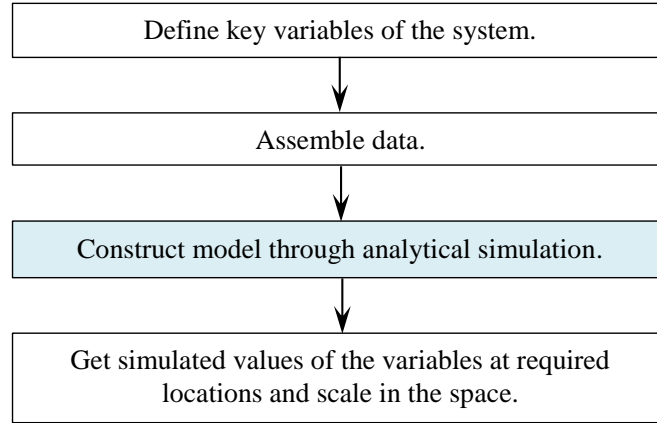 Define key variables of the system.
Assemble data.
Construct model through analytical simulation.
Get simulated values of the variables at required
locations and scale in the space.